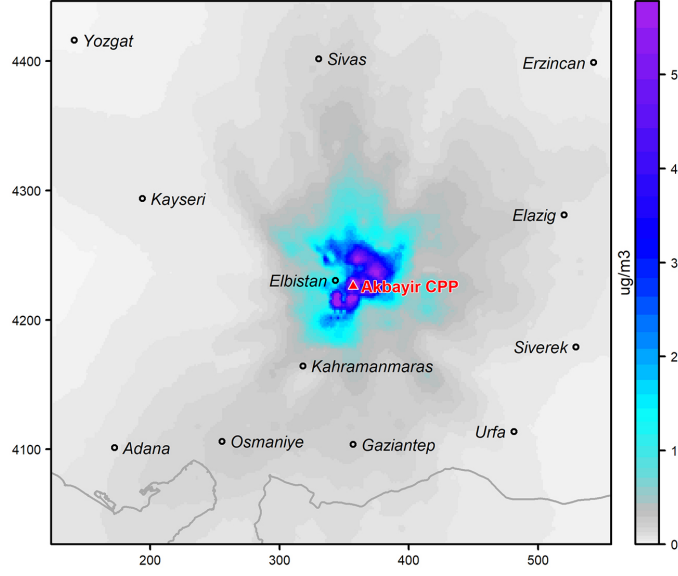 Yozgat
Sivas
Erzincan
4400
5
4
4300
Kayseri
Elazig
Elbistan
Akbayir CPP
ug/m3
3
4200
2
Siverek
Kahramanmaras
Urfa
4100
Adana
Osmaniye
Gaziantep
1
0
200
300
400
500